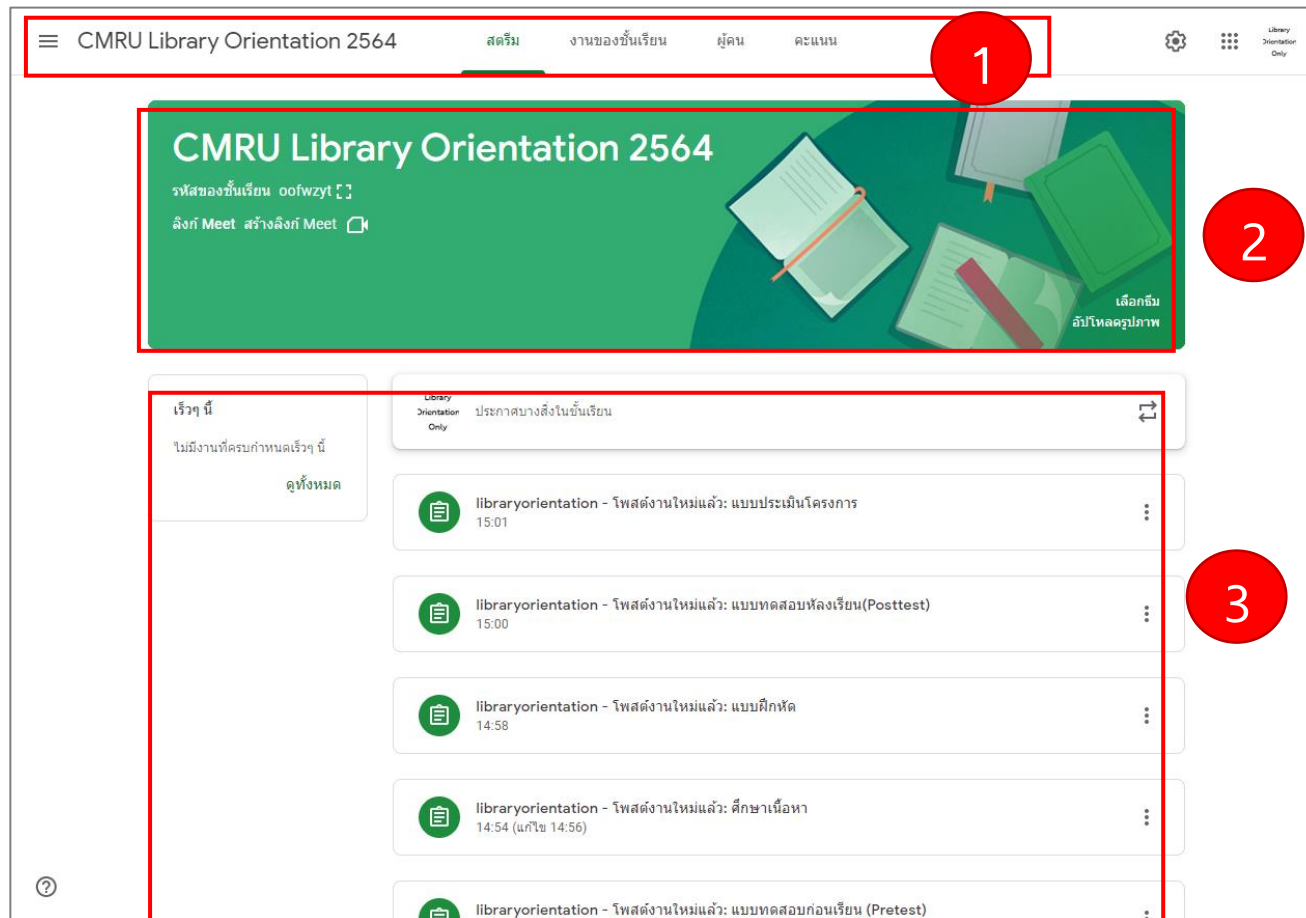 CMRU Library Orientation 2564
สตรีม
งานของชั้นเรียน
ผู้คน
คะแนน
Library
Orientation
Only
1
CMRU Library Orientation 2564
รหัสของชั้นเรียน oofwzyt
ลิงก์ Meet สร้างลิงก์ Meet
2
เลือกธีม
อัปโหลดรูปภาพ
เร็วๆ นี้
ไม่มีงานที่ครบกำหนดเร็วๆ นี้
ดูทั้งหมด
Library
Orientation
Only
ประกาศบางสิ่งในชั้นเรียน
libraryorientation - โพสต์งานใหม่แล้ว: แบบประเมินโครงการ
15:01
libraryorientation - โพสต์งานใหม่แล้ว: แบบทดสอบหัลงเรียน(Posttest)
15:00
3
libraryorientation - โพสต์งานใหม่แล้ว: แบบฝึกหัด
14:58
libraryorientation - โพสต์งานใหม่แล้ว: ศึกษาเนื้อหา
14:54 (แก้ไข 14:56)
libraryorientation - โพสต์งานใหม่แล้ว: แบบทดสอบก่อนเรียน (Pretest)